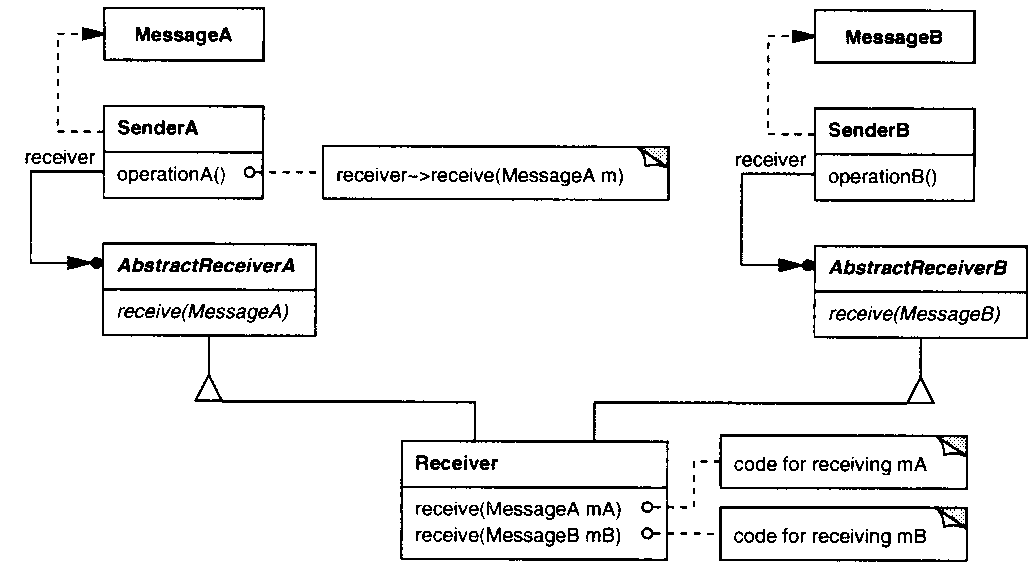 MessageA
MessageB
SenderA
SenderB
receiver
receiver
operationA()
receiver~>receive(MessageA m)
operationB()
AbstractReceiverA
AbstractReceiverB
receive(MessageA)
receive(MessageB)
Receiver
code for receiving mA
receive(MessageA mA)
receive(MessageB mB)
code for receiving mB